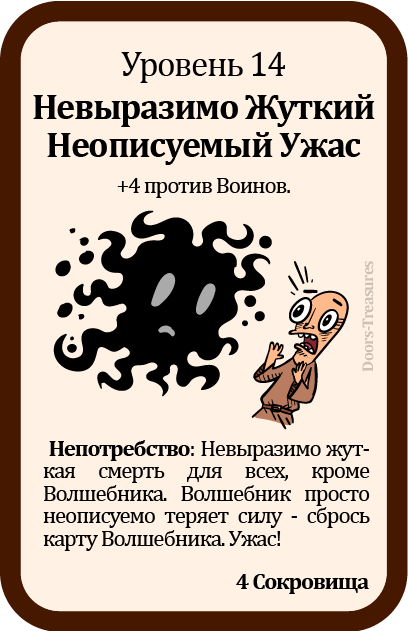 Уровень 14
Невыразимо Жуткий
Неописуемый Ужас
+4 против Воинов.
Doors-Treasures
Непотребство: Невыразимо жут-
кая смерть для всех, кроме
Волшебника. Волшебник просто
неописуемо теряет силу - сбрось
карту Волшебника. Ужас!
4 Сокровища